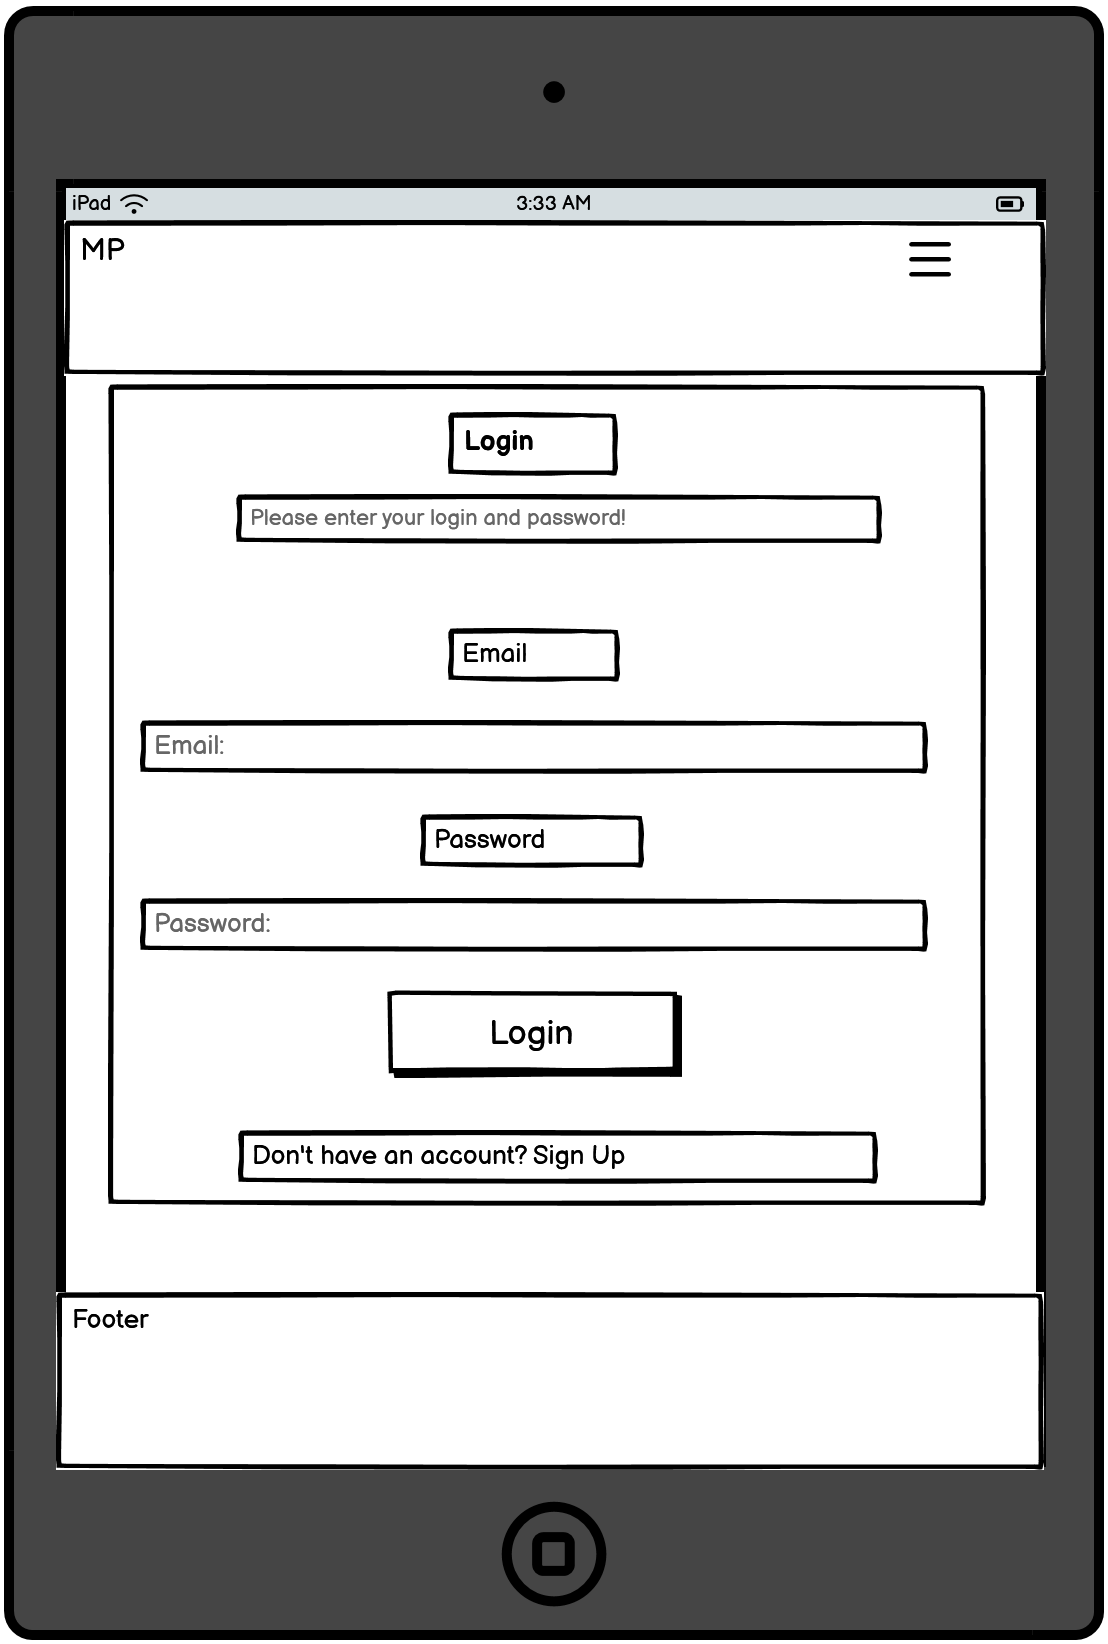 iPad
3:33 AM
MP
Login
Please enter your login and password!
Email
Email:
Password
Password:
Login
Don't have an account? Sign Up
Footer